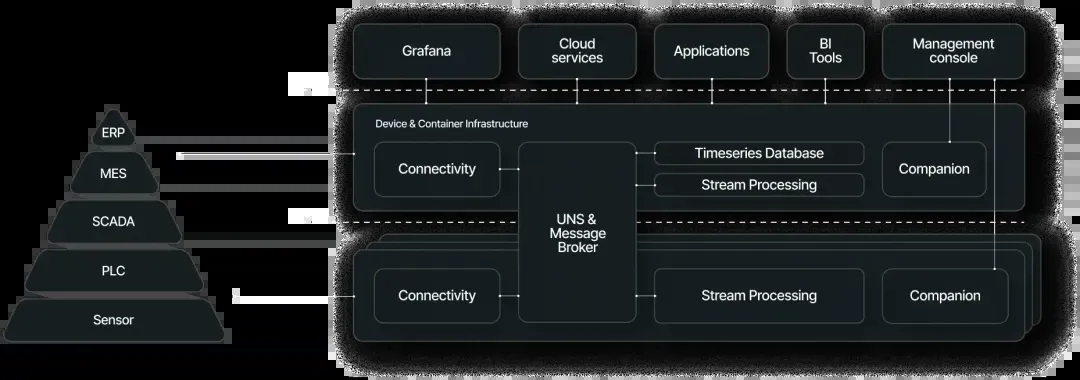 Grafana
Cloud
services
Applications
BI
Tools
Management
console
Device & Container Infrastructure
Connectivity
UNS &
Message
Broker
Timeseries Database
Stream Processing
Companion
Connectivity
Stream Processing
Companion
ERP
MES
SCADA
PLC
Sensor